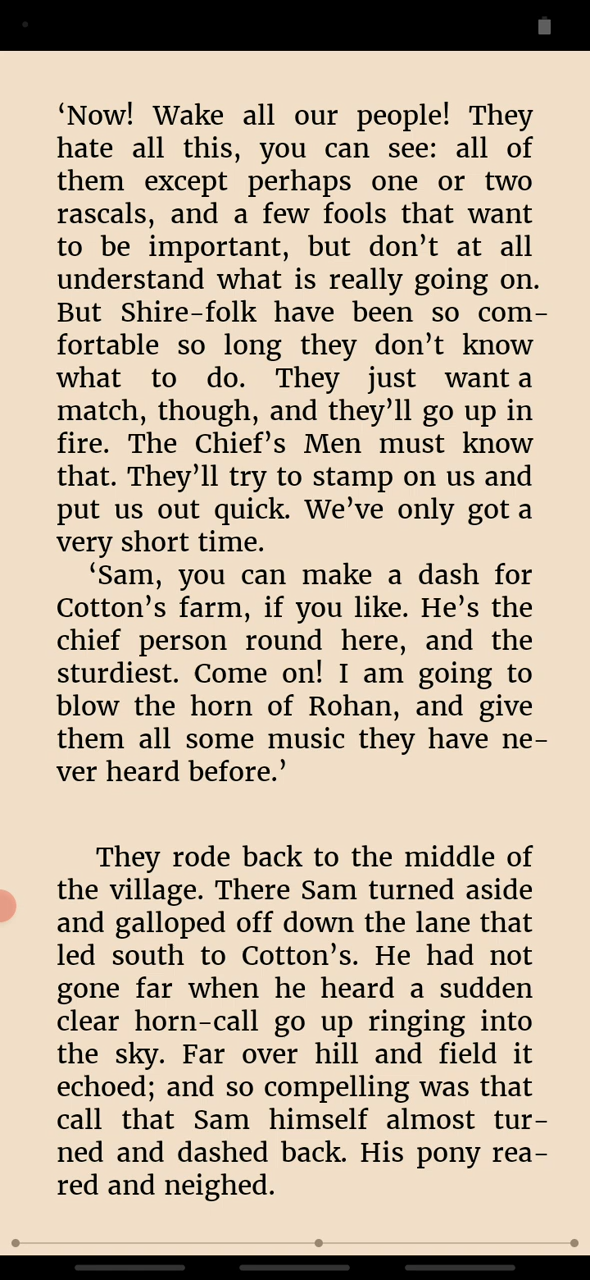 ‘Now! Wake all our people! They
hate all this, you can see: all of
them except perhaps one or two
rascals, and a few fools that want
to be important, but don’t at all
understand what is really going on.
But Shire-folk have been so com-
fortable so long they don’t know
what to do. They just want a
match, though, and they’ll go up in
fire. The Chief’s Men must know
that. They’ll try to stamp on us and
put us out quick. We’ve only got a
very short time.
‘Sam, you can make a dash for
Cotton’s farm, if you like. He’s the
chief person round here, and the
sturdiest. Come on! I am going to
blow the horn of Rohan, and give
them all some music they have ne-
ver heard before.’
They rode back to the middle of
the village. There Sam turned aside
and galloped off down the lane that
led south to Cotton’s. He had not
gone far when he heard a sudden
clear horn-call go up ringing into
the sky. Far over hill and field it
echoed; and so compelling was that
call that Sam himself almost tur-
ned and dashed back. His pony rea-
red and neighed.